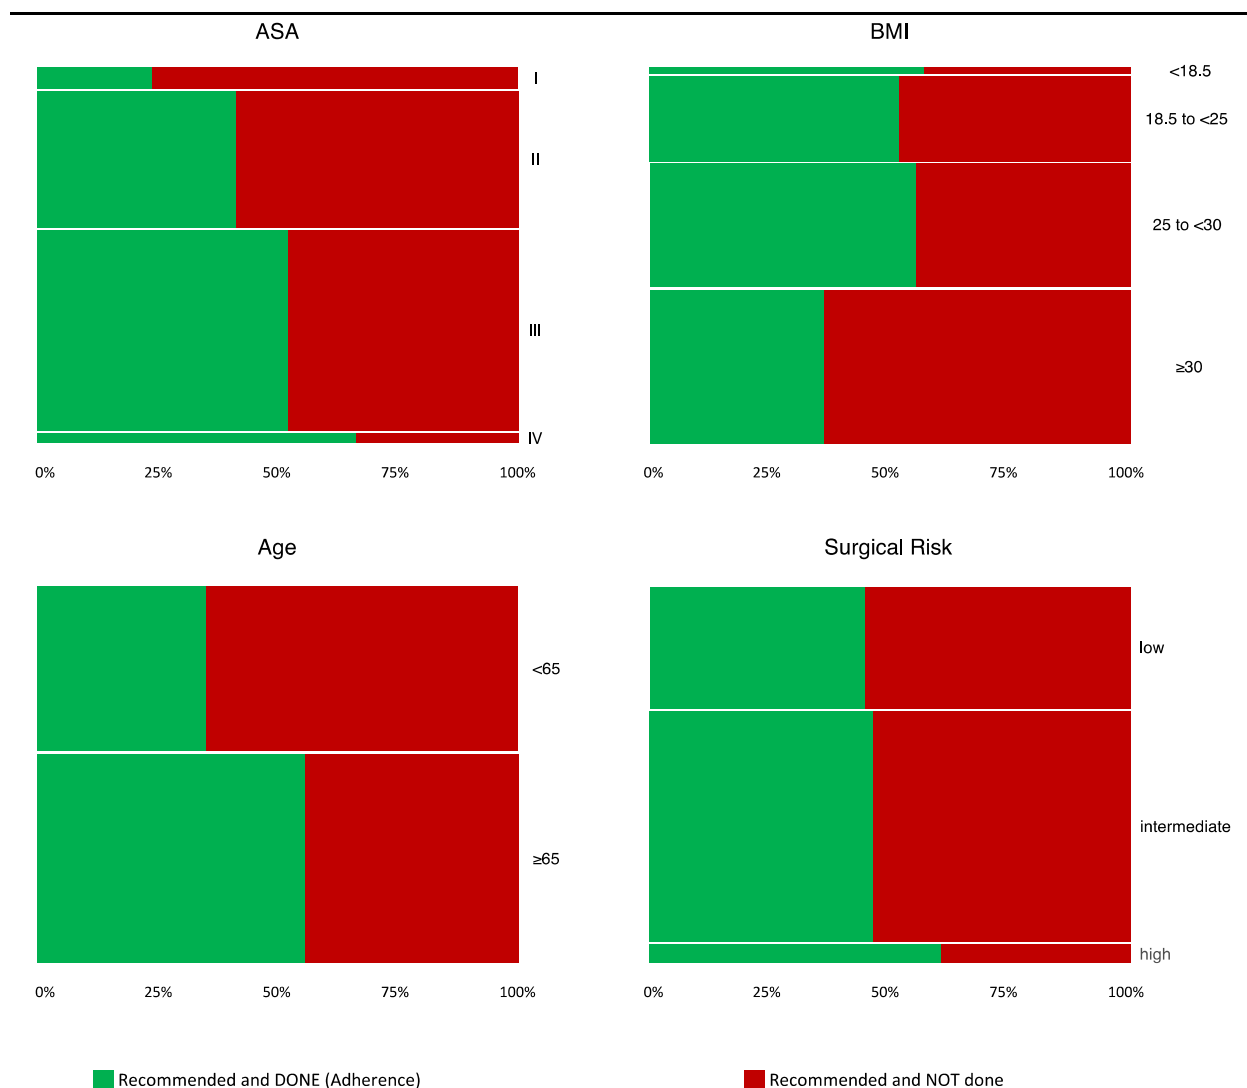 ASA
I
II
III
IV
0% 25% 50% 75% 100%
BMI
<18.5
18.5 to <25
25 to <30
≥30
0% 25% 50% 75% 100%
Age
<65
≥65
0% 25% 50% 75% 100%
Surgical Risk
low
intermediate
high
0% 25% 50% 75% 100%
Recommended and DONE (Adherence)
Recommended and NOT done